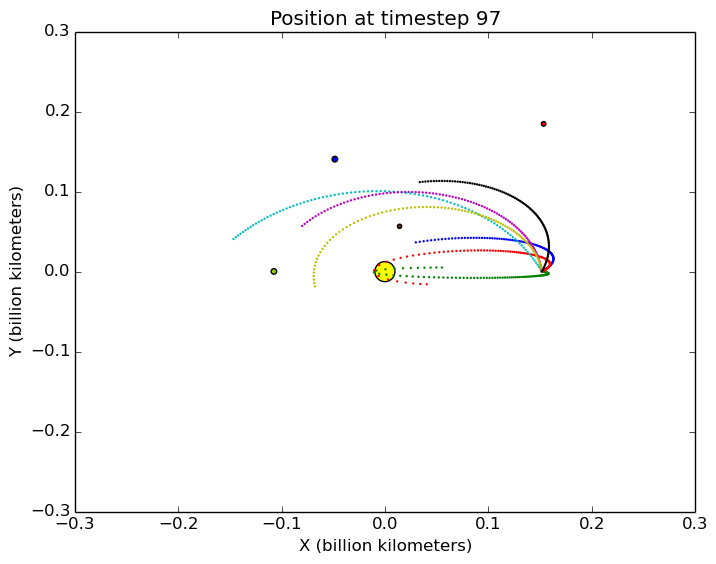 Position at timestep 97
0.3
0.2
0.1
0.0
−0.1
−0.2
−0.3
−0.3 −0.2 −0.1 0.0 0.1 0.2 0.3
X (billion kilometers)
Y (billion kilometers)